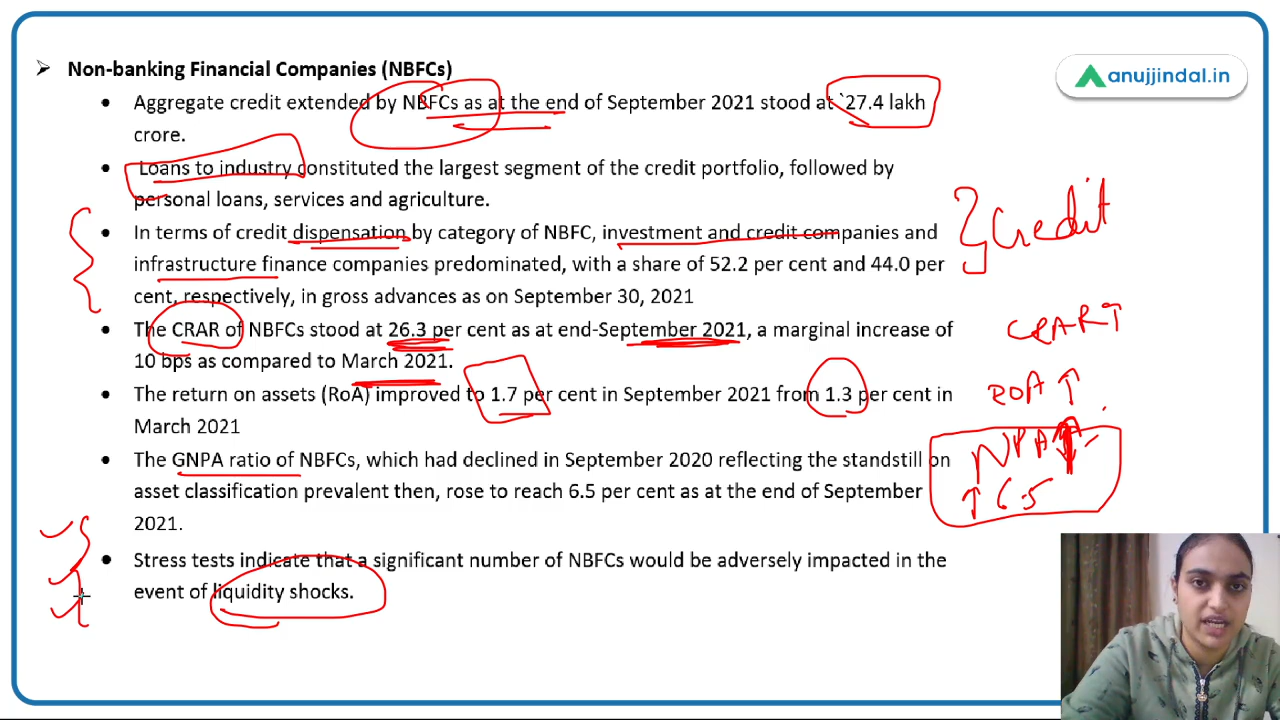 Non-banking Financial Companies (NBFCs)
anujjindal.in
Aggregate credit extended by NBFCs as at the end of September 2021 stood at `27.4 lakh
crore.
Loans to industry constituted the largest segment of the credit portfolio, followed by
personal loans, services and agriculture.
In terms of credit dispensation by category of NBFC, investment and credit companies and
infrastructure finance companies predominated, with a share of 52.2 per cent and 44.0 per
cent, respectively, in gross advances as on September 30, 2021
Credit
The CRAR of NBFCs stood at 26.3 per cent as at end-September 2021, a marginal increase of
10 bps as compared to March 2021.
CRAR↑
The return on assets (RoA) improved to 1.7 per cent in September 2021 from 1.3 per cent in
March 2021
ROA ↑
The GNPA ratio of NBFCs, which had declined in September 2020 reflecting the standstill on
asset classification prevalent then, rose to reach 6.5 per cent as at the end of September
2021.
NPA
↑ 6.5
Stress tests indicate that a significant number of NBFCs would be adversely impacted in the
event of liquidity shocks.